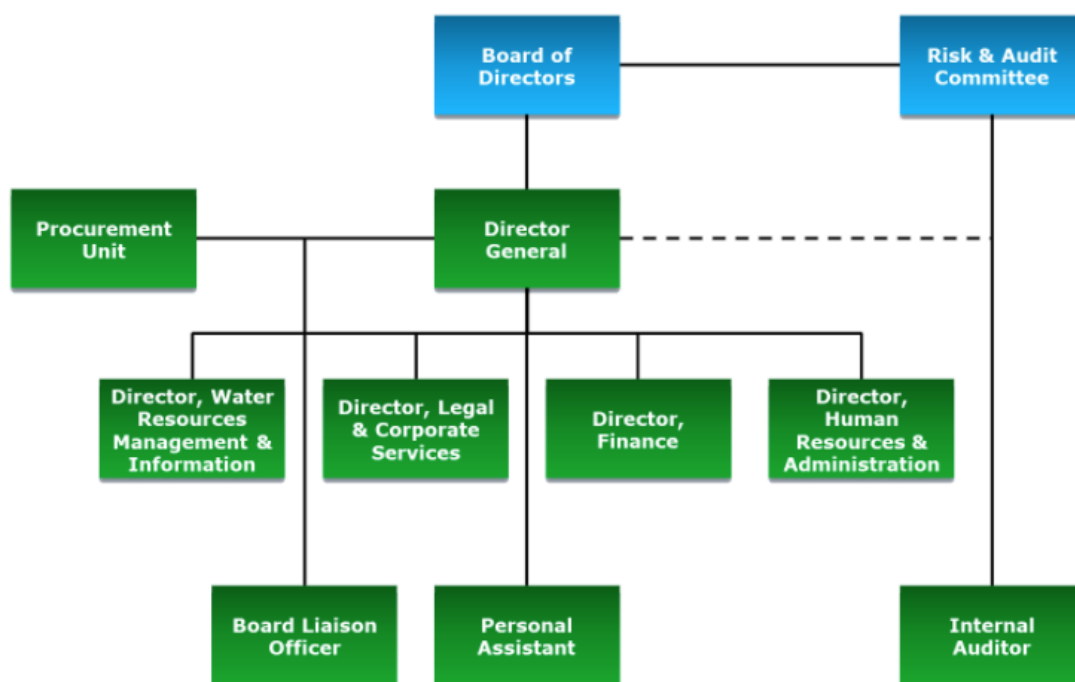 Board of
Directors
Risk & Audit
Committee
Procurement
Unit
Director
General
Director, Water
Resources
Management &
Information
Director, Legal
& Corporate
Services
Director,
Finance
Director,
Human
Resources &
Administration
Board Liaison
Officer
Personal
Assistant
Internal
Auditor